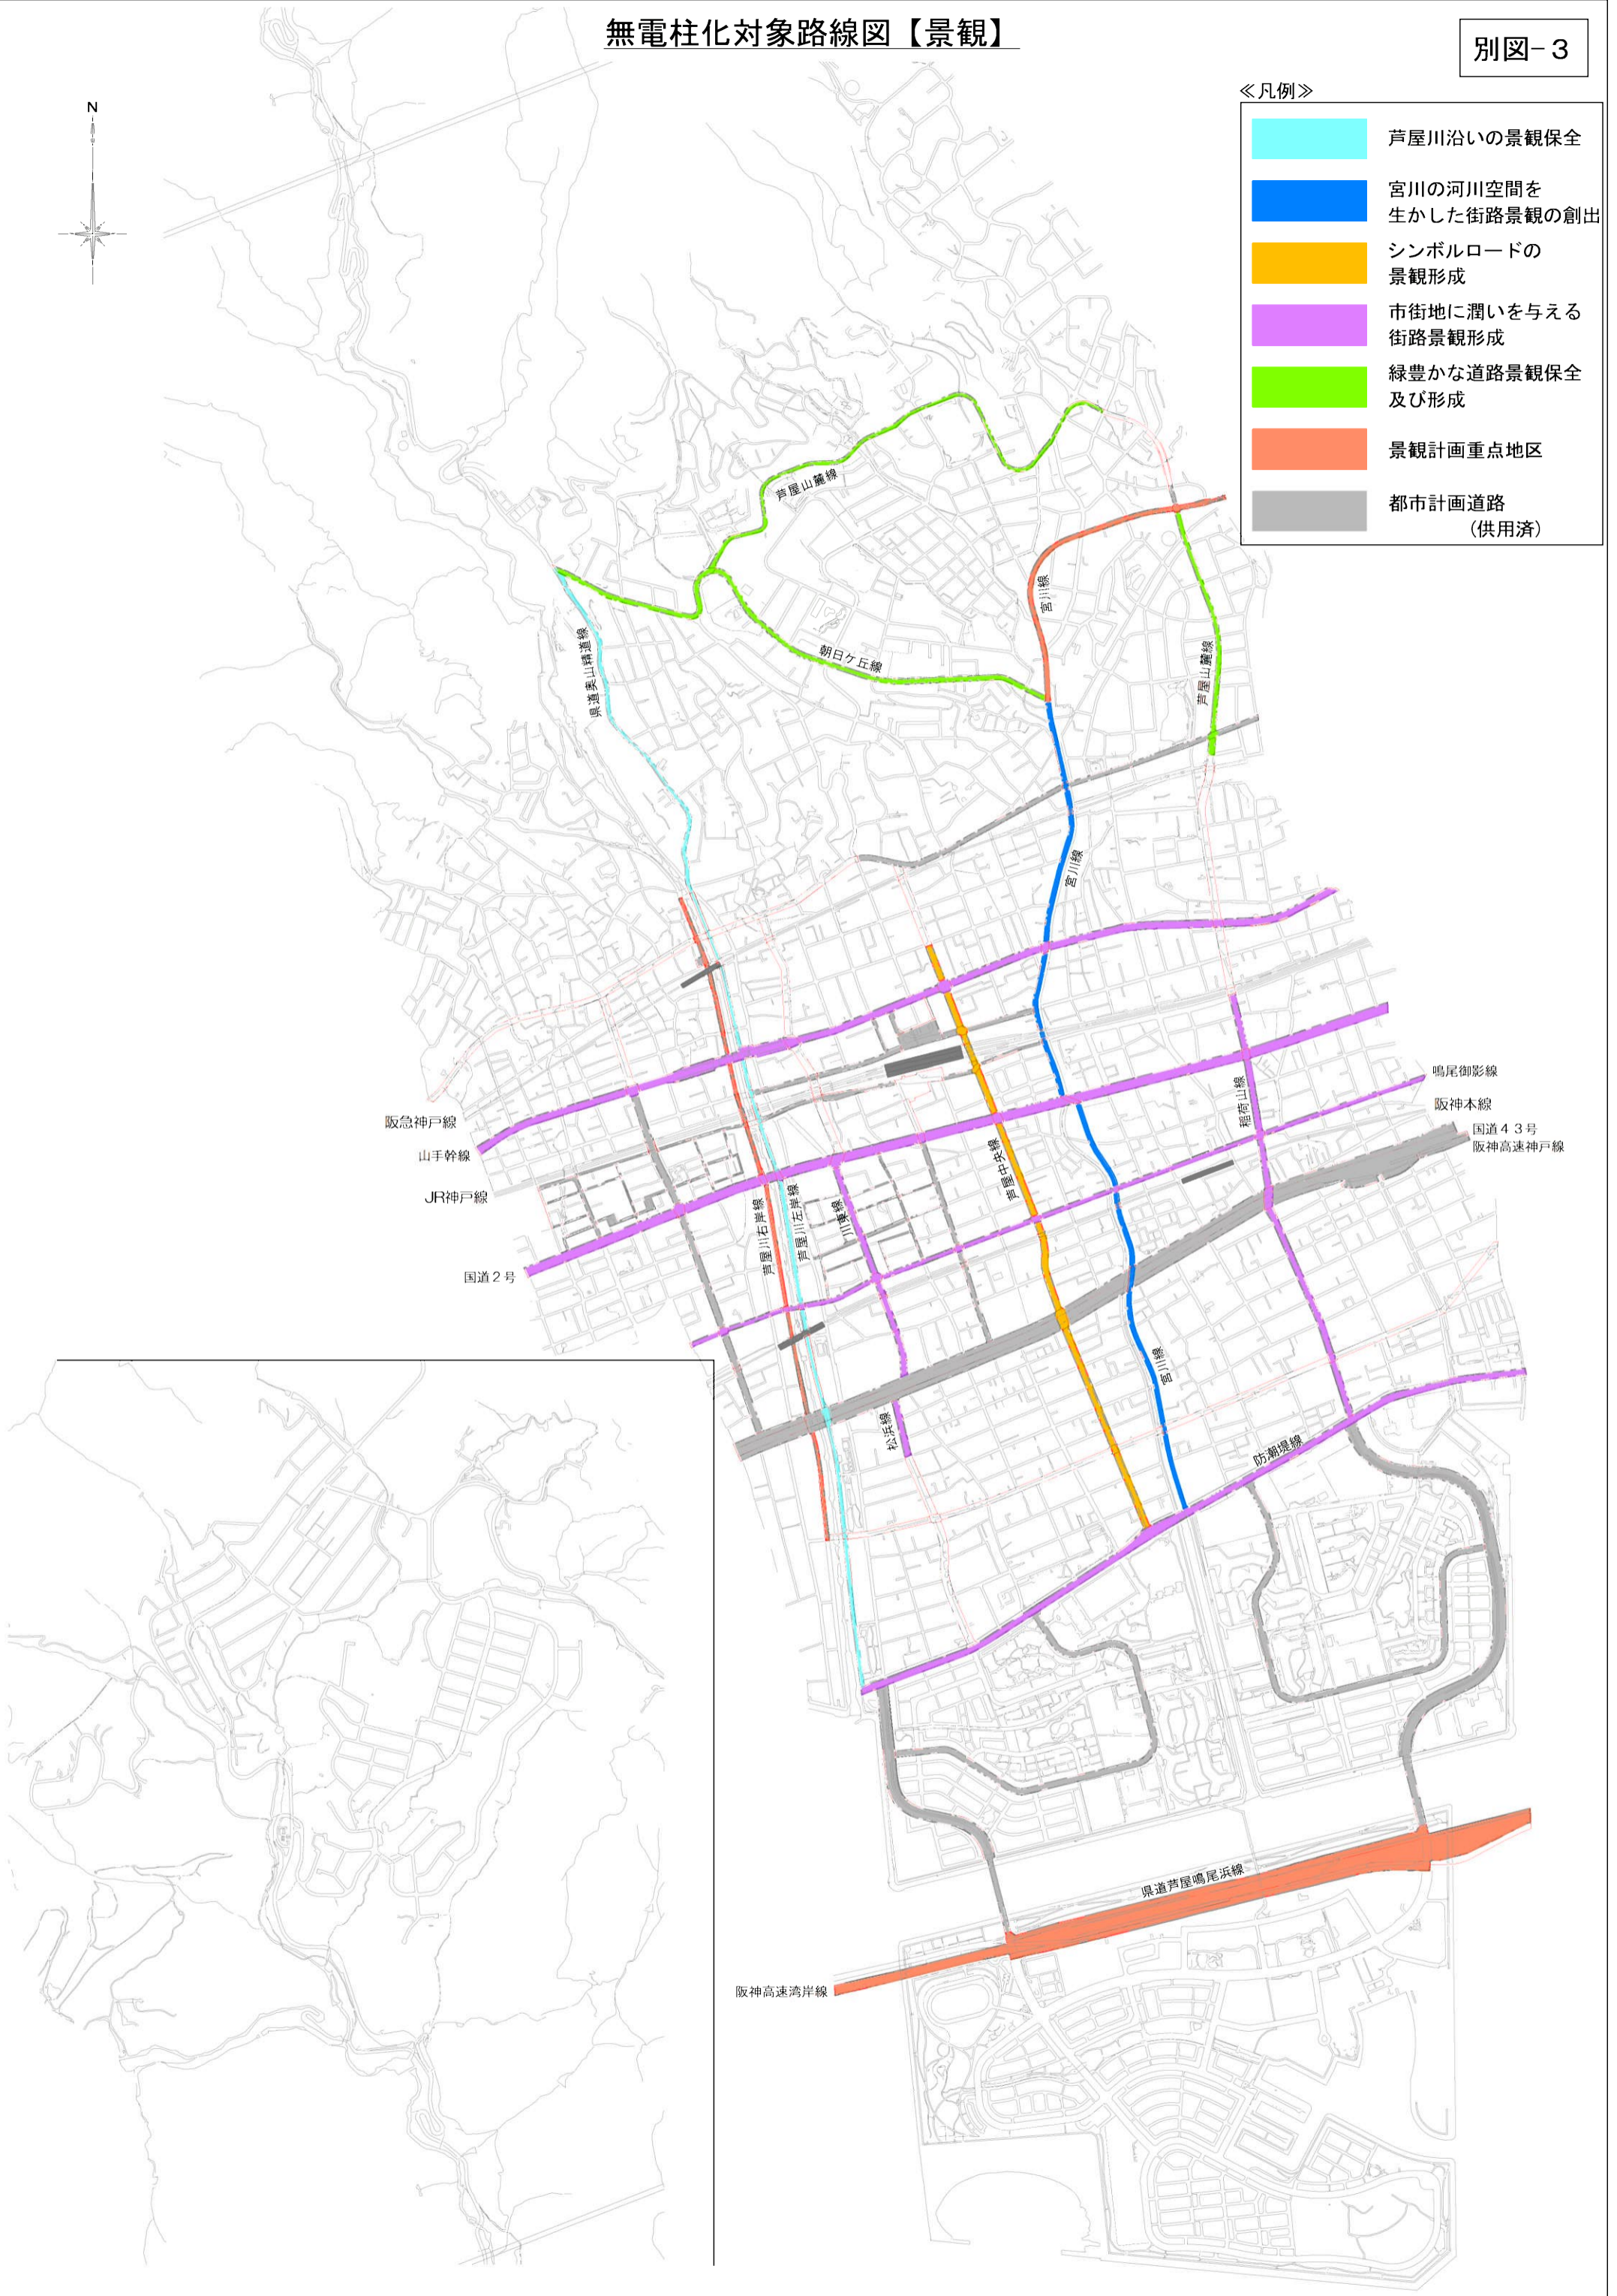 無電柱化対象路線図【景観】
別図-３
≪凡例≫
芦屋川沿いの景観保全
宮川の河川空間を
生かした街路景観の創出
シンボルロードの
景観形成
市街地に潤いを与える
街路景観形成
緑豊かな道路景観保全
及び形成
景観計画重点地区
都市計画道路
（供用済）
N
芦屋山麓線
宮川線
県道奥山精道線
朝日ケ丘線
芦屋山麓線
宮川線
鳴尾御影線
阪神本線
国道４３号
阪神高速神戸線
稲荷山線
阪急神戸線
山手幹線
JR神戸線
国道２号
芦屋中央線
芦屋川右岸線
芦屋川左岸線
川東線
宮川線
松浜線
防潮堤線
県道芦屋鳴尾浜線
阪神高速湾岸線